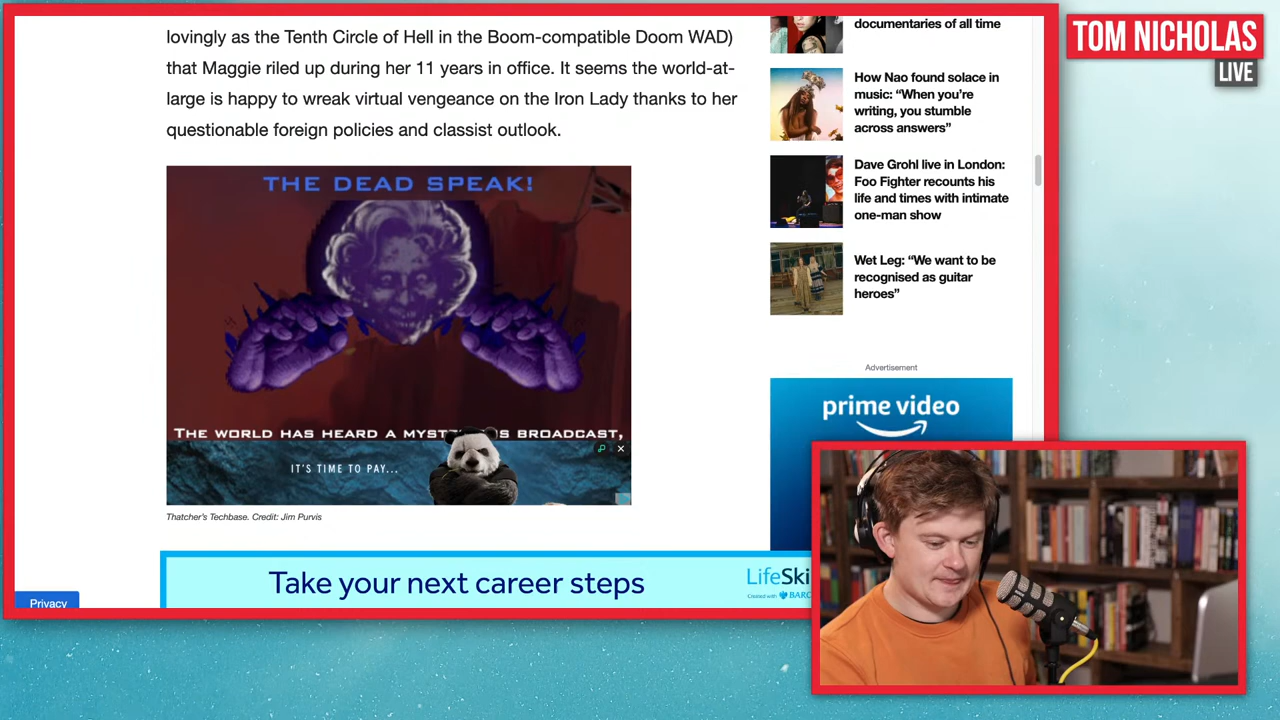 lovingly as the Tenth Circle of Hell in the Boom-compatible Doom WAD)
that Maggie riled up during her 11 years in office. It seems the world-at-
large is happy to wreak virtual vengeance on the Iron Lady thanks to her
questionable foreign policies and classist outlook.
THE DEAD SPEAK!
THE WORLD HAS HEARD A MYST S BROADCAST,
IT'S TIME TO PAY...
Thatcher's Techbase. Credit: Jim Purvis
Take your next career steps
LifeSki
Created with BARC
Privacy
documentaries of all time
How Nao found solace in
music: “When you’re
writing, you stumble
across answers”
Dave Grohl live in London:
Foo Fighter recounts his
life and times with intimate
one-man show
Wet Leg: “We want to be
recognised as guitar
heroes”
Advertisement
prime video
TOM NICHOLAS
LIVE